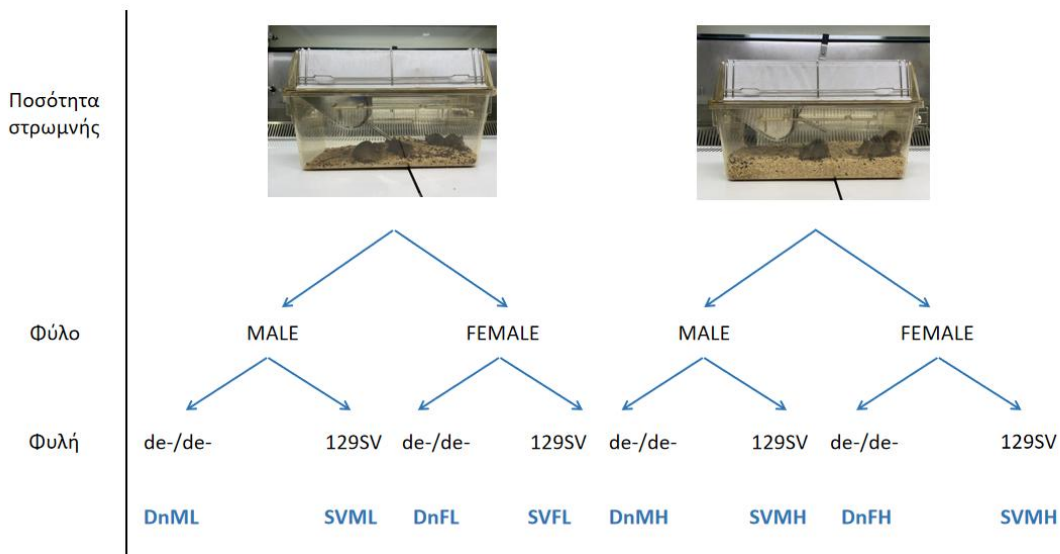 Ποσότητα
στρωμνής
Φύλο MALE FEMALE MALE FEMALE
Φυλή de-/de- 129SV de-/de- 129SV de-/de- 129SV de-/de- 129SV
DnML SVML DnFL SVFL DnMH SVMH DnFH SVMH